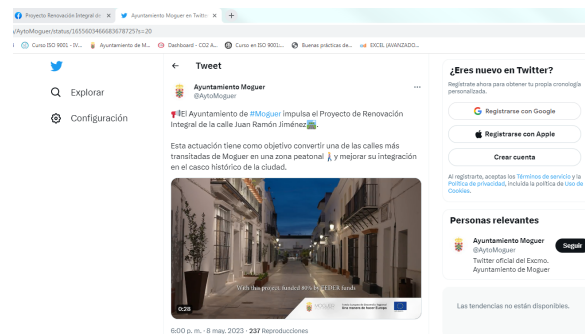 Proyecto Renovación Integral de
Ayuntamiento Moguer en Twitter:
/AytoMoguer/status/1655603466683678725?s=20
Curso ISO 9001 - IV...
Ayuntamiento de M...
Dashboard - CO2 A...
Curso en ISO 9001:...
Buenas prácticas de...
EXCEL (AVANZADO...
Explorar
Configuración
Tweet
Ayuntamiento Moguer
@AytoMoguer
El Ayuntamiento de #Moguer impulsa el Proyecto de Renovación
Integral de la calle Juan Ramón Jiménez
Esta actuación tiene como objetivo convertir una de las calles más
transitadas de Moguer en una zona peatonal y mejorar su integración
en el casco histórico de la ciudad.
With this project funded 80% by FEDER funds
0:28
6:00 p. m. · 8 may. 2023 · 237 Reproducciones
¿Eres nuevo en Twitter?
Regístrate ahora para obtener tu propia cronología
personalizada.
Registrarse con Google
Registrarse con Apple
Crear cuenta
Al registrarte, aceptas los Términos de servicio y la
Política de privacidad, incluida la política de Uso de
Cookies.
Personas relevantes
Ayuntamiento Moguer
@AytoMoguer
Seguir
Twitter oficial del Excmo.
Ayuntamiento de Moguer
Las tendencias no están disponibles.